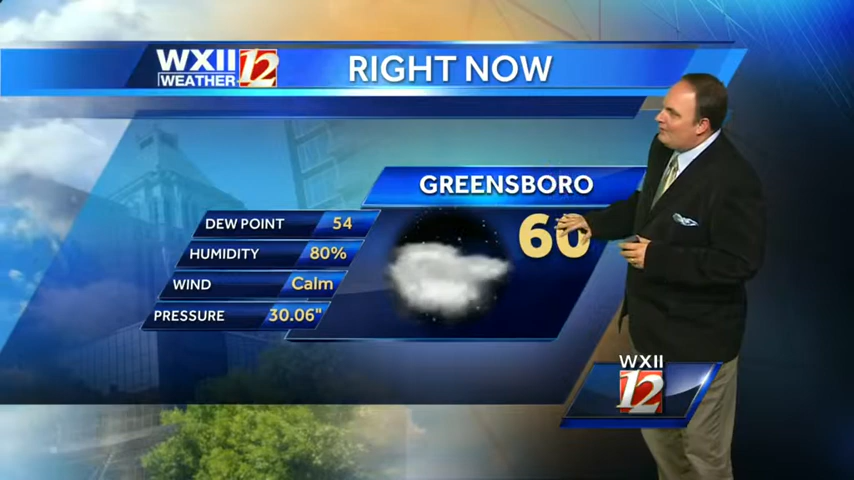 WXII 12
WEATHER
RIGHT NOW
GREENSBORO
DEW POINT 54
HUMIDITY 80%
WIND Calm
PRESSURE 30.06"
60
WXII
12